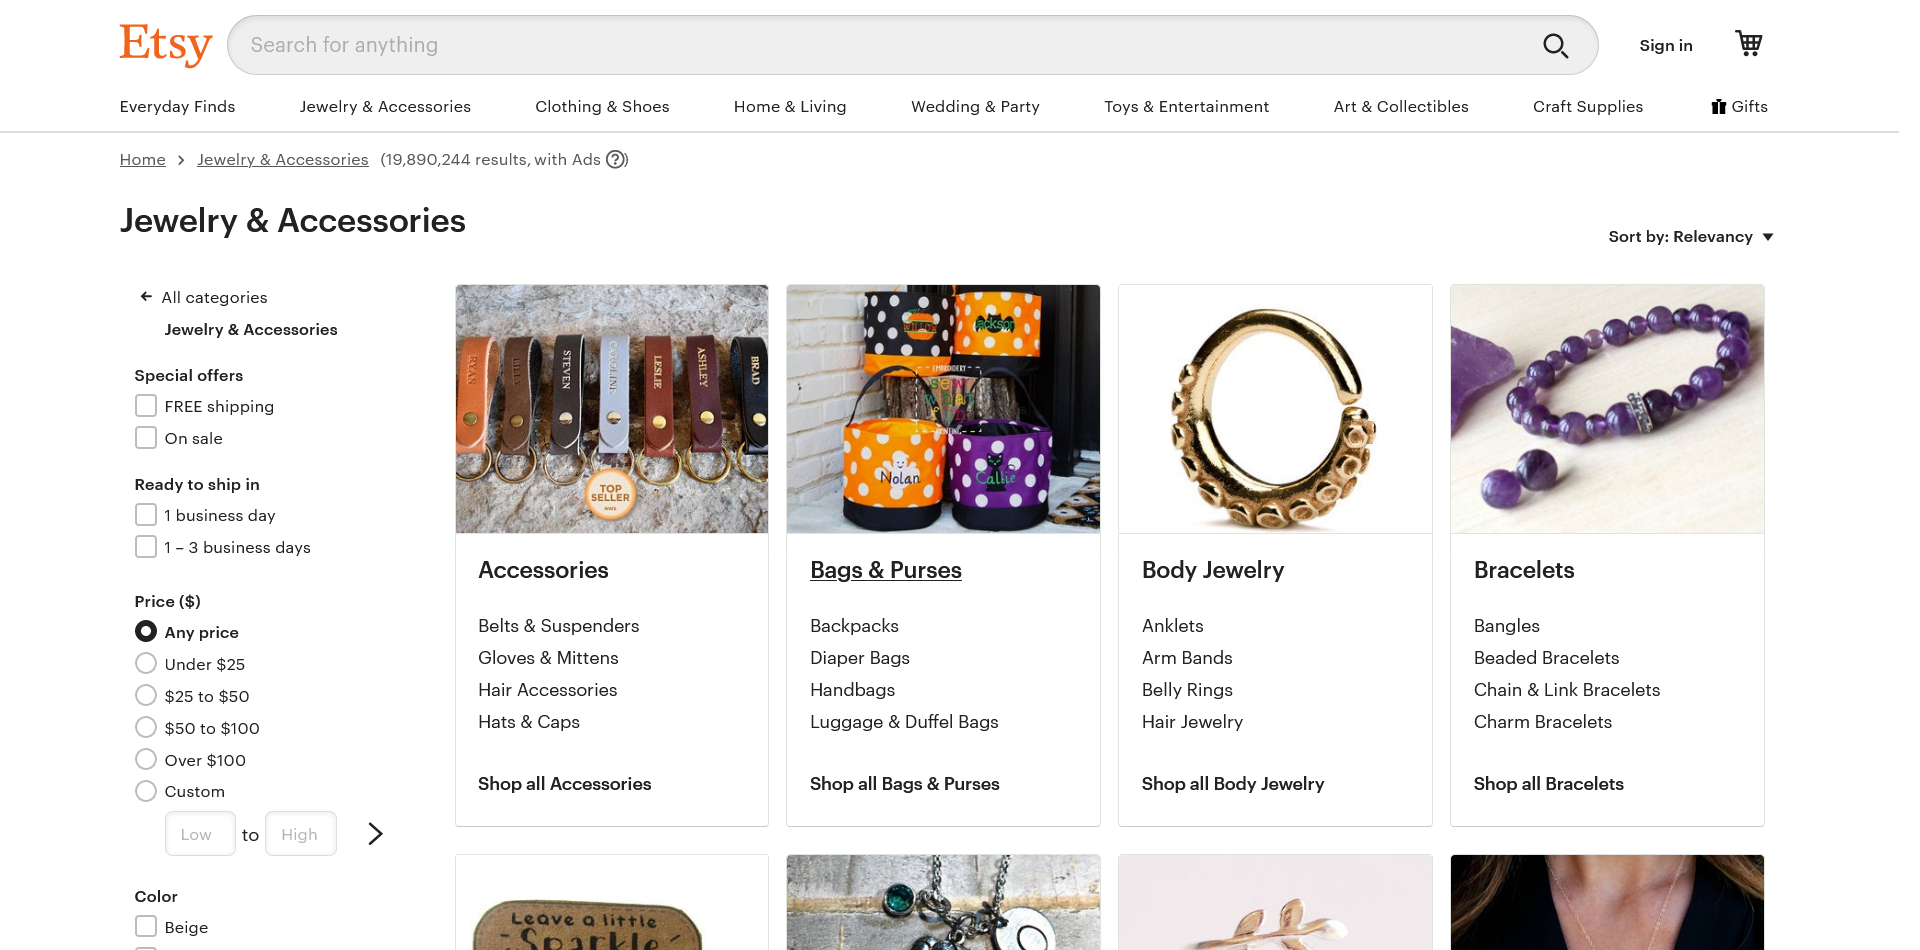 Etsy
Search for anything
Sign in
Everyday Finds
Jewelry & Accessories
Clothing & Shoes
Home & Living
Wedding & Party
Toys & Entertainment
Art & Collectibles
Craft Supplies
Gifts
Home
Jewelry & Accessories
(19,890,244 results, with Ads ?)
Jewelry & Accessories
Sort by: Relevancy
All categories
Jewelry & Accessories
Special offers
FREE shipping
On sale
Ready to ship in
1 business day
1 – 3 business days
Price ($)
Any price
Under $25
$25 to $50
$50 to $100
Over $100
Custom
Low to High
Color
Beige
RYAN
STEVEN
CAROLINE
LESLIE
ASHLEY
BRAD
TOP
SELLER
Accessories
Belts & Suspenders
Gloves & Mittens
Hair Accessories
Hats & Caps
Shop all Accessories
Jackson
EMBROIDERY
sew
what
fun
Nolan
Callie
Bags & Purses
Backpacks
Diaper Bags
Handbags
Luggage & Duffel Bags
Shop all Bags & Purses
Body Jewelry
Anklets
Arm Bands
Belly Rings
Hair Jewelry
Shop all Body Jewelry
Bracelets
Bangles
Beaded Bracelets
Chain & Link Bracelets
Charm Bracelets
Shop all Bracelets
Leave a little
Sparkle